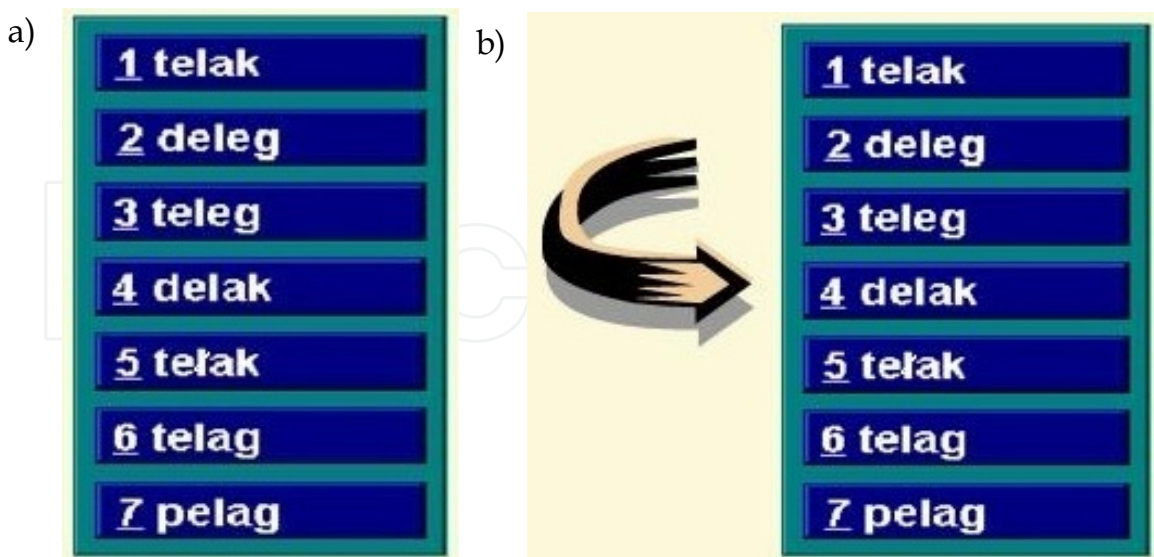 a)
1 telak
2 deleg
3 teleg
4 delak
5 tełak
6 telag
7 pelag
b)
1 telak
2 deleg
3 teleg
4 delak
5 tełak
6 telag
7 pelag